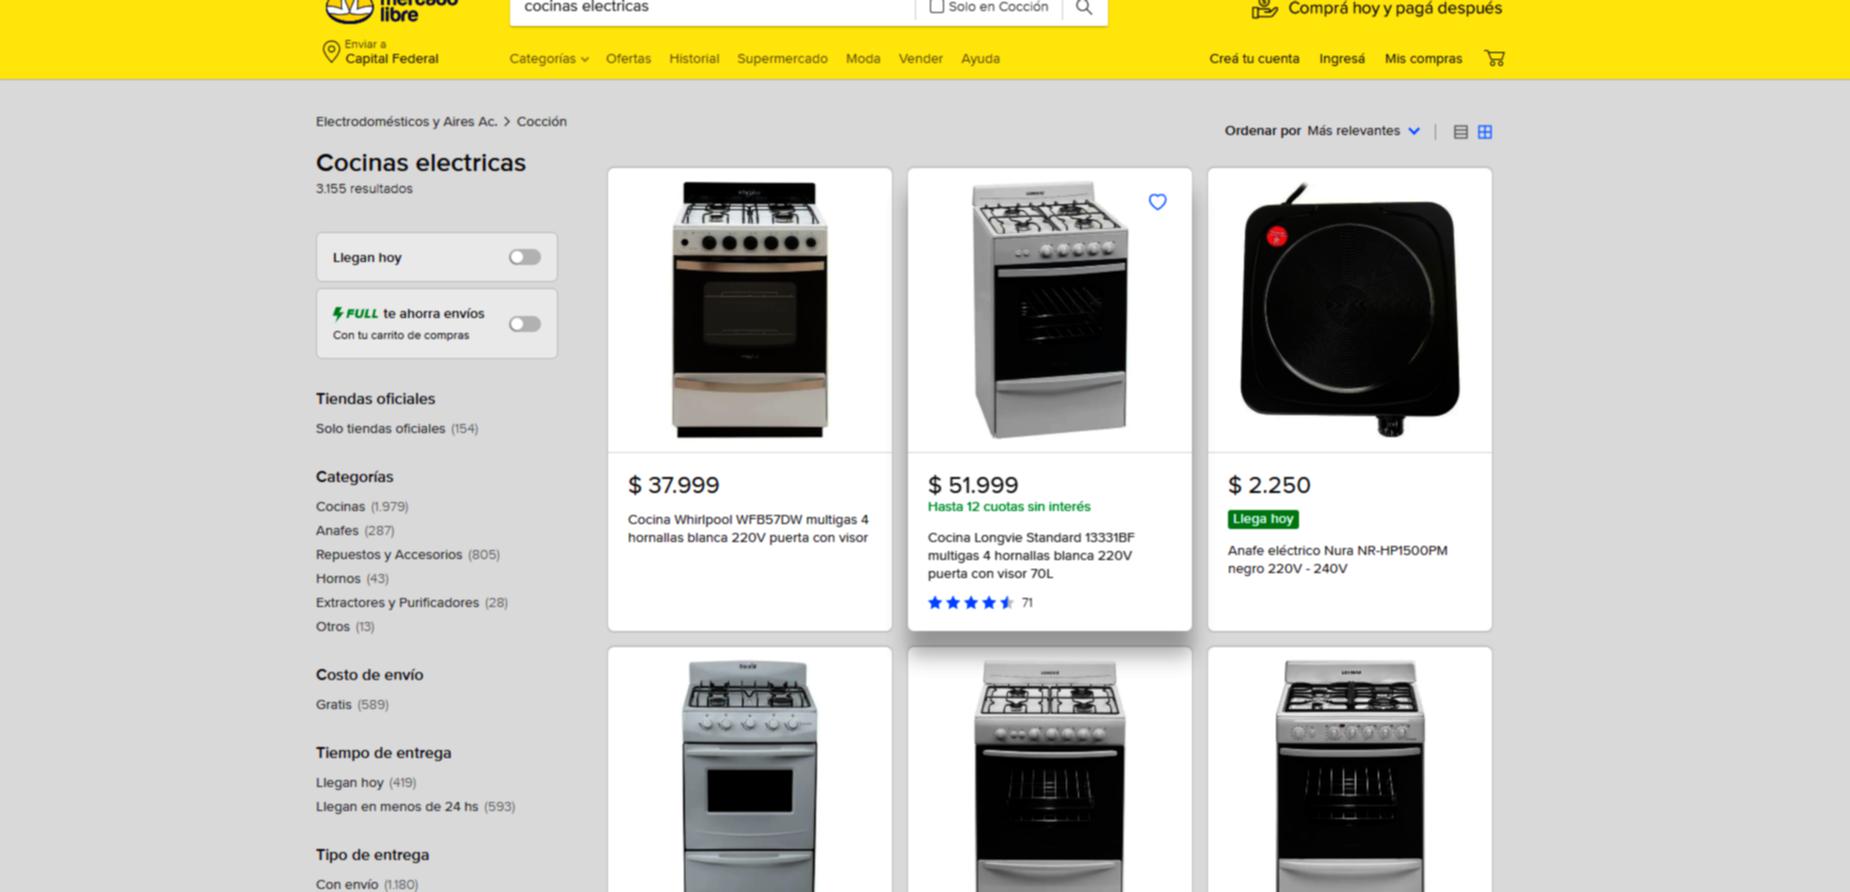 mercado
libre
cocinas electricas
Solo en Cocción
Comprá hoy y pagá después
Enviar a
Capital Federal
Categorías
Ofertas
Historial
Supermercado
Moda
Vender
Ayuda
Creá tu cuenta
Ingresá
Mis compras
Electrodomésticos y Aires Ac. > Cocción
Ordenar por Más relevantes
Cocinas electricas
3.155 resultados
Llegan hoy
FULL te ahorra envíos
Con tu carrito de compras
Tiendas oficiales
Solo tiendas oficiales (154)
Categorías
Cocinas (1.979)
Anafes (287)
Repuestos y Accesorios (805)
Hornos (43)
Extractores y Purificadores (28)
Otros (13)
Costo de envío
Gratis (589)
Tiempo de entrega
Llegan hoy (419)
Llegan en menos de 24 hs (593)
Tipo de entrega
Con envío (1.180)
$ 37.999
Cocina Whirlpool WFB57DW multigas 4
hornallas blanca 220V puerta con visor
$ 51.999
Hasta 12 cuotas sin interés
Cocina Longvie Standard 13331BF
multigas 4 hornallas blanca 220V
puerta con visor 70L
71
$ 2.250
Llega hoy
Anafe eléctrico Nura NR-HP1500PM
negro 220V - 240V